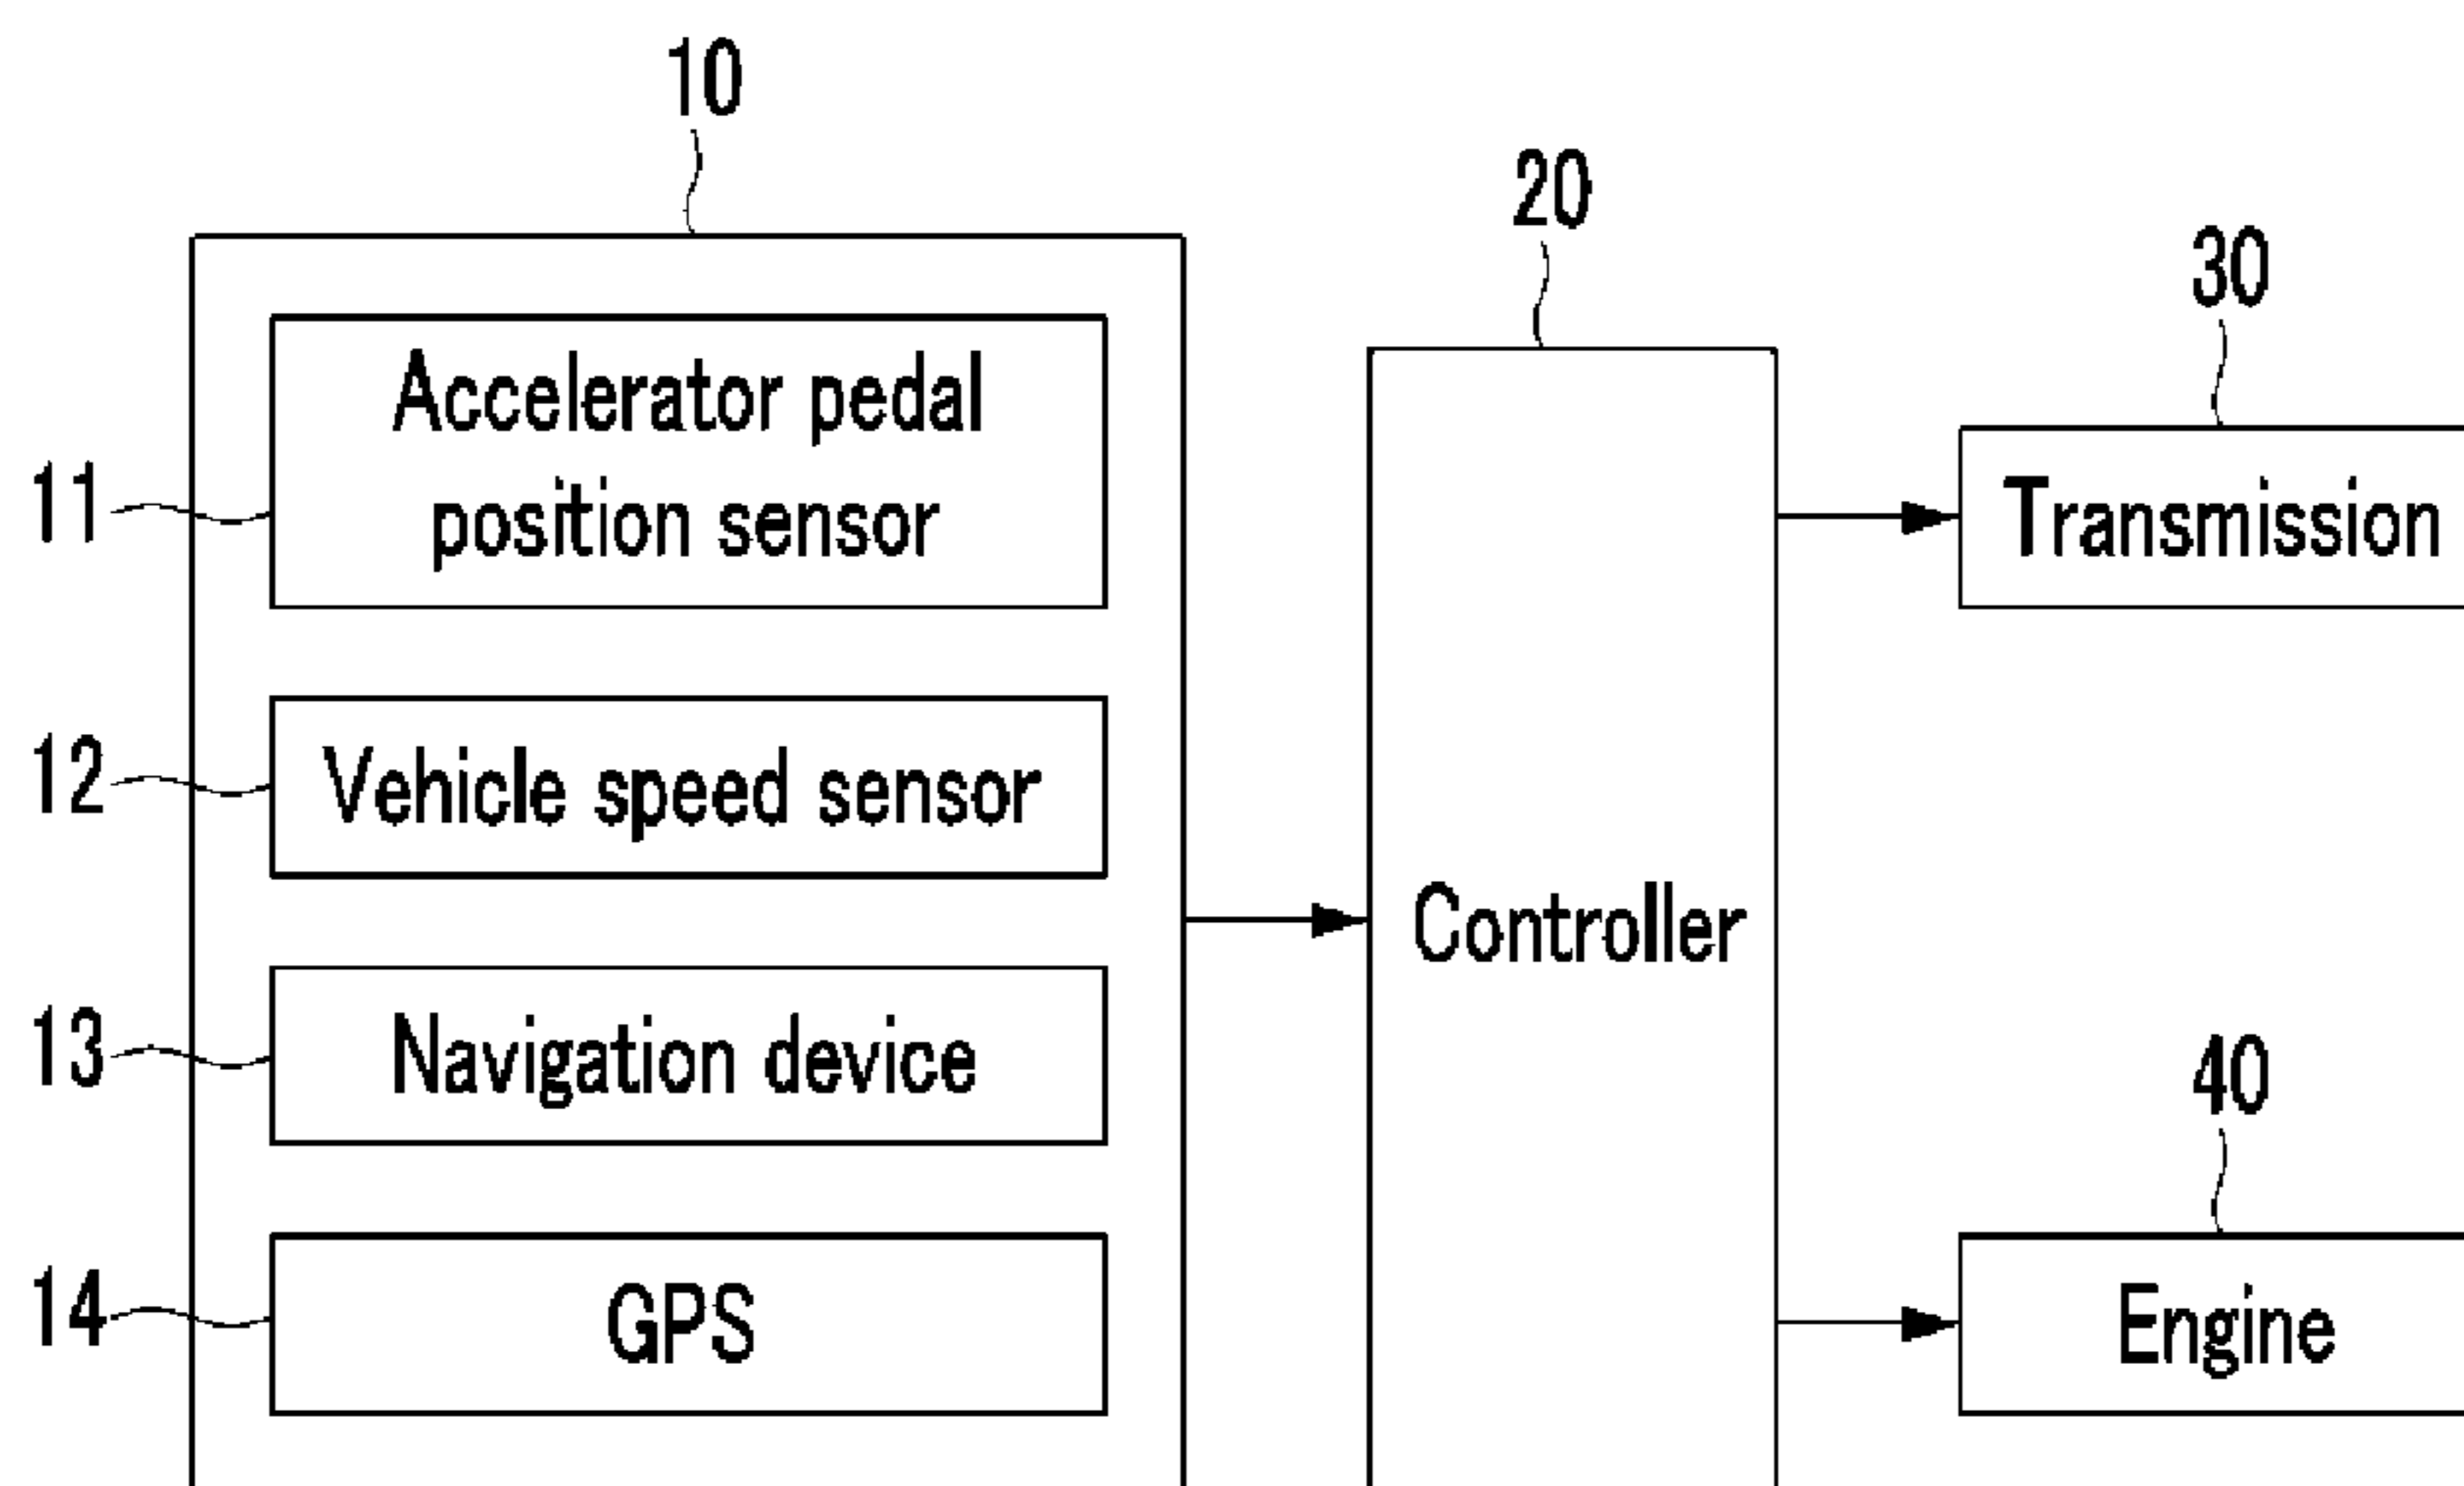 10
20
30
11
Accelerator pedal
position sensor
Transmission
12
Vehicle speed sensor
Controller
13
Navigation device
40
14
GPS
Engine